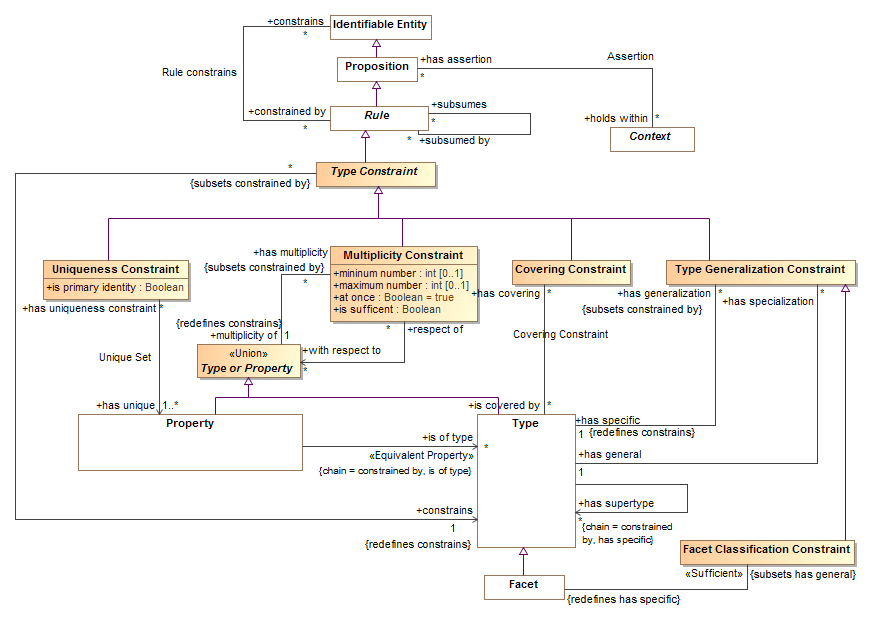 +constrains
*
Identifiable Entity
Proposition
+has assertion
*
Assertion
Rule constrains
+constrained by
*
Rule
+subsumes
*
* +subsumed by
+holds within *
Context
*
{subsets constrained by}
Type Constraint
Uniqueness Constraint
+is primary identity : Boolean
+has multiplicity
{subsets constrained by}
*
Multiplicity Constraint
+mininum number : int [0..1]
+maximum number : int [0..1]
+at once : Boolean = true
+is sufficent : Boolean
Covering Constraint
+has covering *
Type Generalization Constraint
+has generalization *
{subsets constrained by}
+has specialization *
+has uniqueness constraint *
{redefines constrains}
+multiplicity of 1
* +respect of
Covering Constraint
Unique Set
«Union»
Type or Property
+with respect to
*
+has unique 1..*
+is covered by *
Property
Type
+has specific
1 {redefines constrains}
+is of type
*
«Equivalent Property»
{chain = constrained by, is of type}
+has general
1
+has supertype
*
{chain = constrained
by, has specific}
+constrains
1
{redefines constrains}
Facet Classification Constraint
«Sufficient» {subsets has general}
Facet
{redefines has specific}